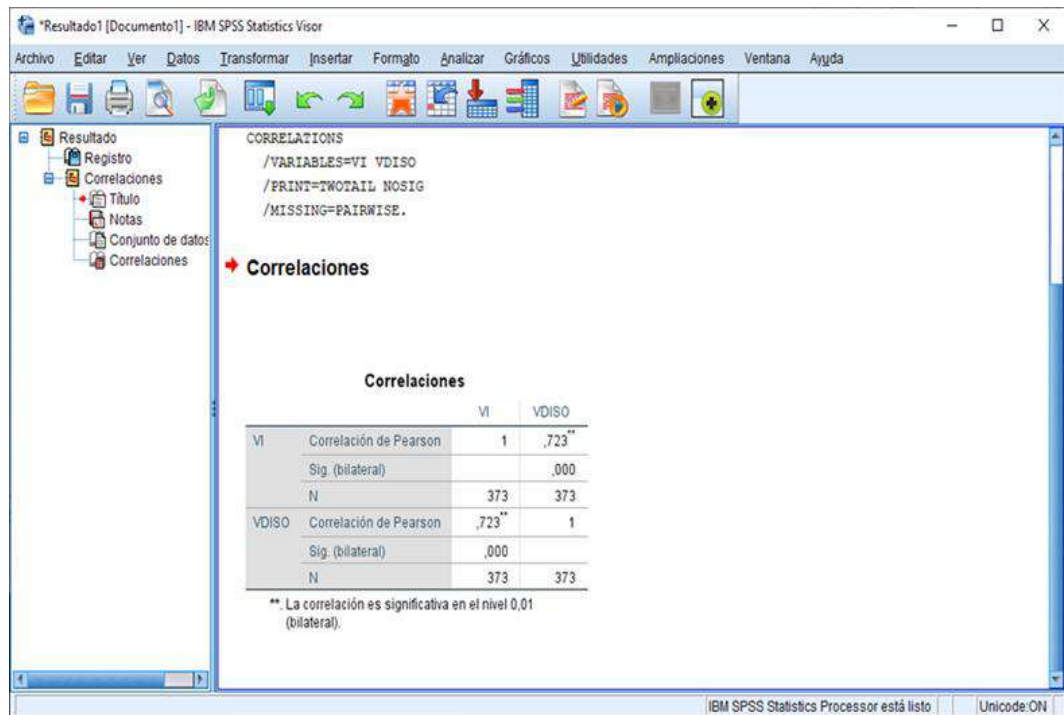 *Resultado1 [Documento1] - IBM SPSS Statistics Visor
Archivo Editar Ver Datos Transformar Insertar Formato Analizar Gráficos Utilidades Ampliaciones Ventana Ayuda
Resultado
Registro
Correlaciones
Título
Notas
Conjunto de datos
Correlaciones
CORRELATIONS
/VARIABLES=VI VDISO
/PRINT=TWOTAIL NOSIG
/MISSING=PAIRWISE.
Correlaciones
Correlaciones
VI VDISO
VI Correlación de Pearson 1 ,723**
Sig. (bilateral) ,000
N 373 373
VDISO Correlación de Pearson ,723** 1
Sig. (bilateral) ,000
N 373 373
**. La correlación es significativa en el nivel 0,01
(bilateral).
IBM SPSS Statistics Processor está listo Unicode:ON